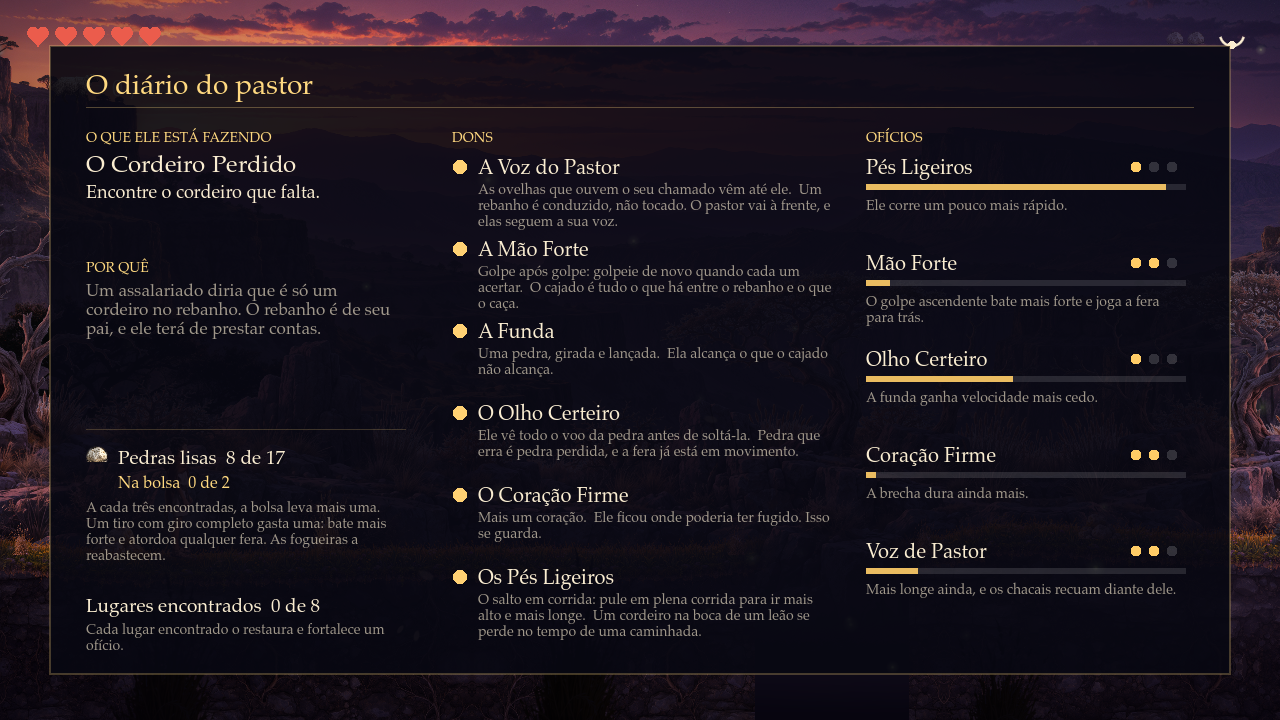 O diário do pastor
O QUE ELE ESTÁ FAZENDO
O Cordeiro Perdido
Encontre o cordeiro que falta.
POR QUÊ
Um assalariado diria que é só um
cordeiro no rebanho. O rebanho é de seu
pai, e ele terá de prestar contas.
Pedras lisas 8 de 17
Na bolsa 0 de 2
A cada três encontradas, a bolsa leva mais uma.
Um tiro com giro completo gasta uma: bate mais
forte e atordoa qualquer fera. As fogueiras a
reabastecem.
Lugares encontrados 0 de 8
Cada lugar encontrado o restaura e fortalece um
ofício.
DONS
A Voz do Pastor
As ovelhas que ouvem o seu chamado vêm até ele. Um
rebanho é conduzido, não tocado. O pastor vai à frente, e
elas seguem a sua voz.
A Mão Forte
Golpe após golpe: golpeie de novo quando cada um
acertar. O cajado é tudo o que há entre o rebanho e o que
o caça.
A Funda
Uma pedra, girada e lançada. Ela alcança o que o cajado
não alcança.
O Olho Certeiro
Ele vê todo o voo da pedra antes de soltá-la. Pedra que
erra é pedra perdida, e a fera já está em movimento.
O Coração Firme
Mais um coração. Ele ficou onde poderia ter fugido. Isso
se guarda.
Os Pés Ligeiros
O salto em corrida: pule em plena corrida para ir mais
alto e mais longe. Um cordeiro na boca de um leão se
perde no tempo de uma caminhada.
OFÍCIOS
Pés Ligeiros
Ele corre um pouco mais rápido.
Mão Forte
O golpe ascendente bate mais forte e joga a fera
para trás.
Olho Certeiro
A funda ganha velocidade mais cedo.
Coração Firme
A brecha dura ainda mais.
Voz de Pastor
Mais longe ainda, e os chacais recuam diante dele.